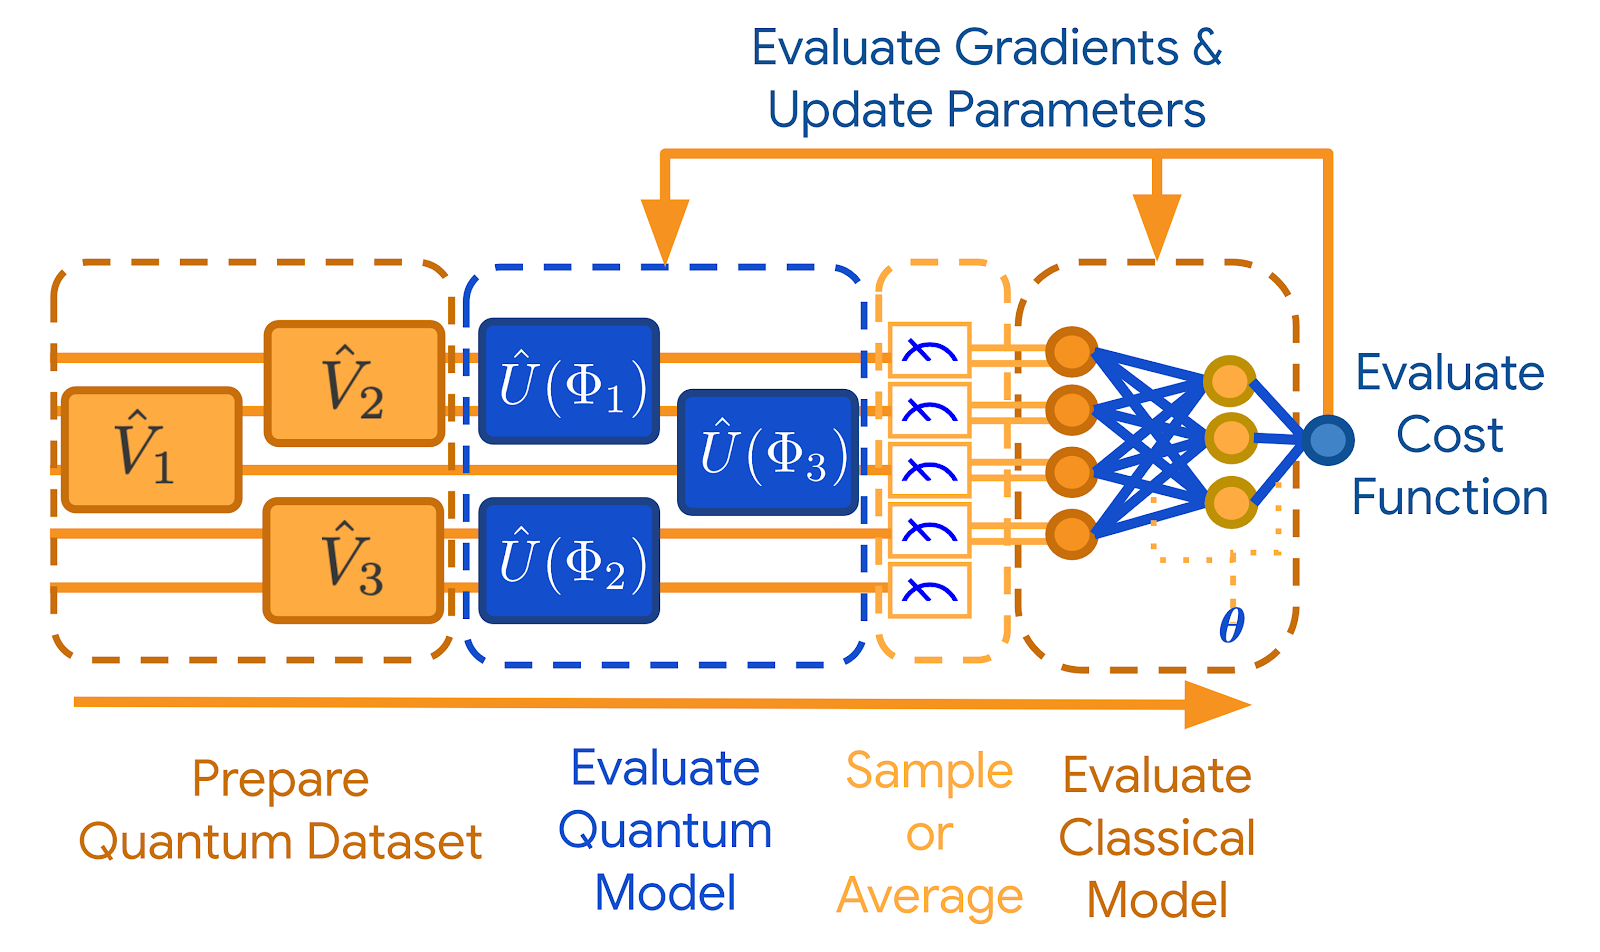 Evaluate Gradients &
Update Parameters
V̂₁
V̂₂
V̂₃
Û(Φ₁)
Û(Φ₂)
Û(Φ₃)
θ
Evaluate
Cost
Function
Prepare
Quantum Dataset
Evaluate
Quantum
Model
Sample
or
Average
Evaluate
Classical
Model